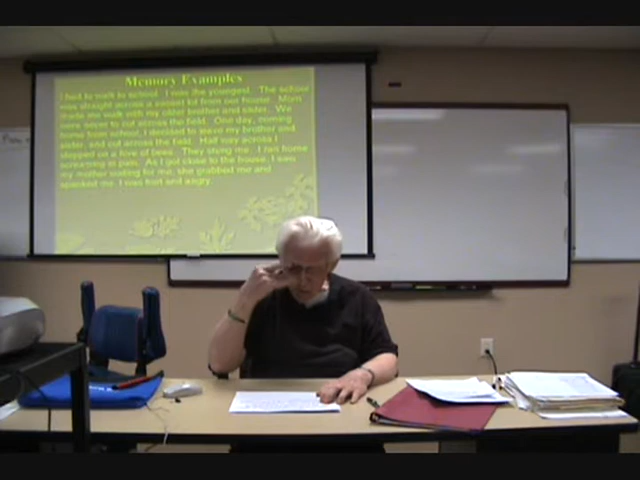 Memory Examples
I had to walk to school. I was the youngest. The school
was straight across a vacant lot from our house. Mom
made me walk with my older brother and sister. We
were never to cut across the field. One day, coming
home from school, I decided to leave my brother and
sister, and cut across the field. Half way across I
stepped on a hive of bees. They stung me. I ran home
screaming in pain. As I got close to the house, I saw
my mother waiting for me, she grabbed me and
spanked me. I was hurt and angry.